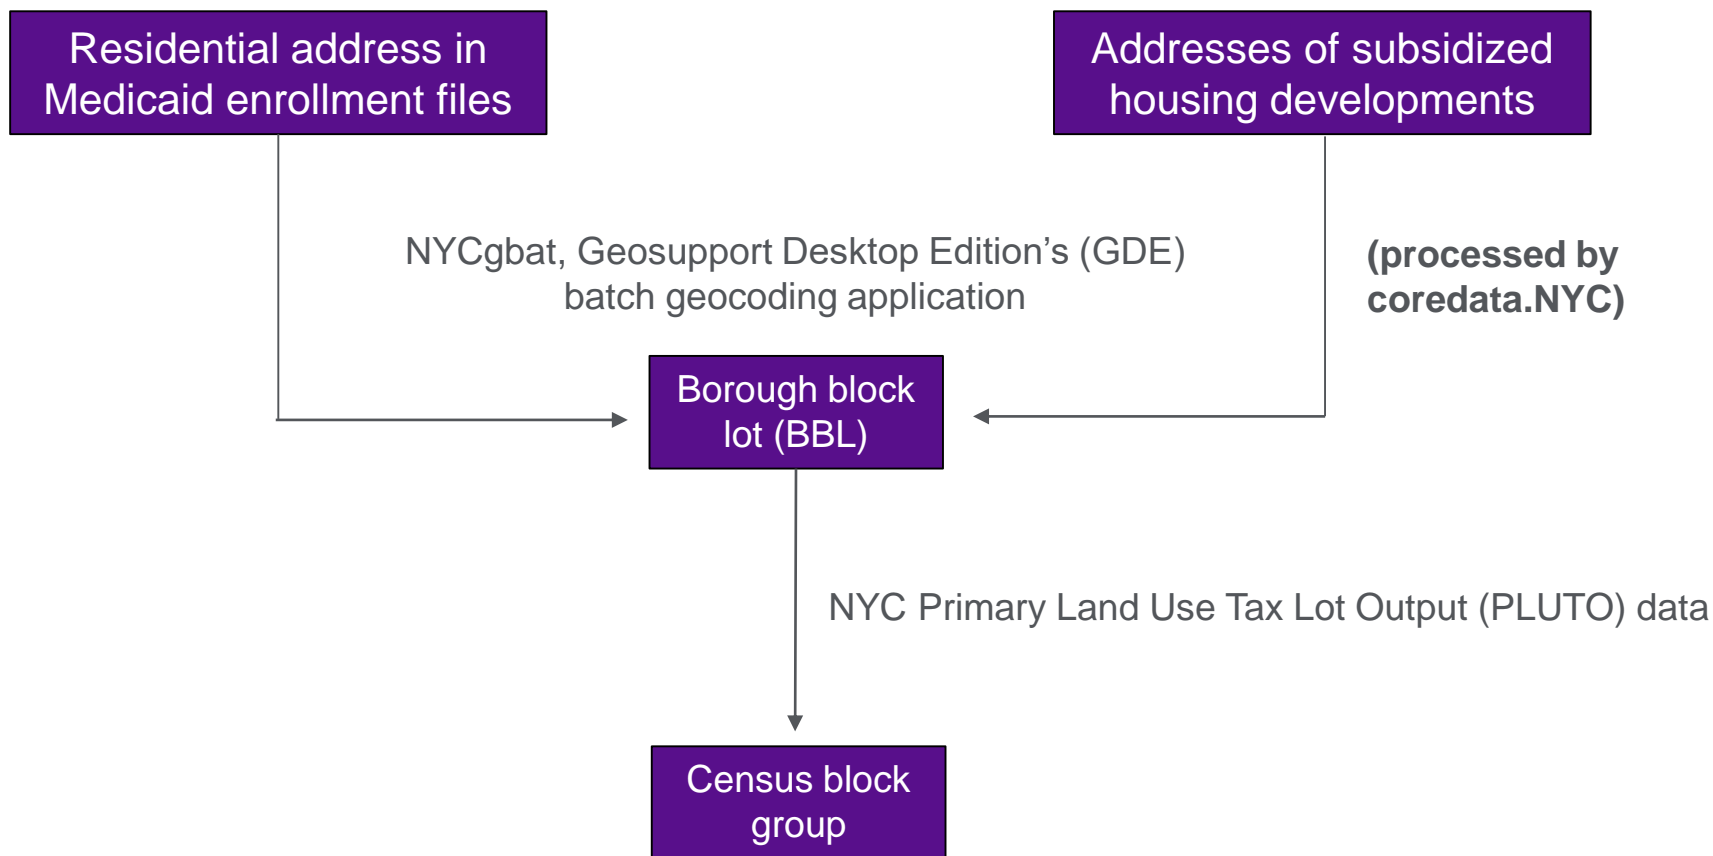 Residential address in
Medicaid enrollment files
Addresses of subsidized
housing developments
NYCgbat, Geosupport Desktop Edition’s (GDE)
batch geocoding application
(processed by
coredata.NYC)
Borough block
lot (BBL)
NYC Primary Land Use Tax Lot Output (PLUTO) data
Census block
group